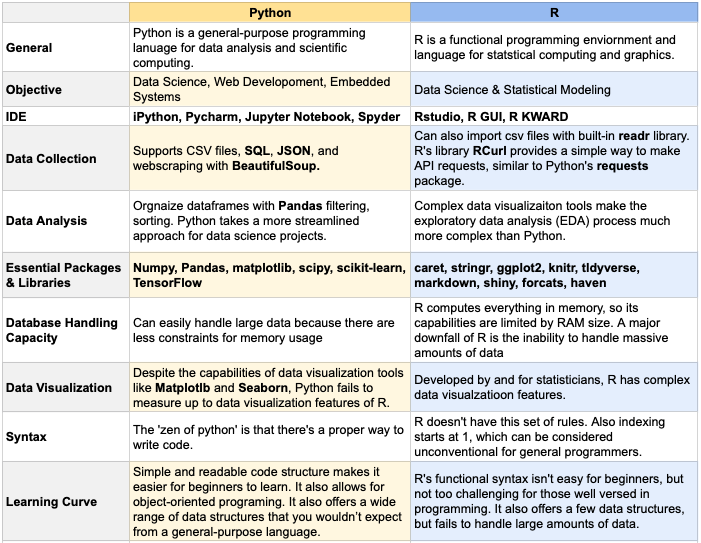 Python R
General
Python is a general-purpose programming
lanuage for data analysis and scientific
computing.
R is a functional programming enviornment and
language for statstical computing and graphics.
Objective
Data Science, Web Developoment, Embedded
Systems
Data Science & Statistical Modeling
IDE
iPython, Pycharm, Jupyter Notebook, Spyder
Rstudio, R GUI, R KWARD
Data Collection
Supports CSV files, SQL, JSON, and
webscraping with BeautifulSoup.
Can also import csv files with built-in readr library.
R's library RCurl provides a simple way to make
API requests, similar to Python's requests
package.
Data Analysis
Orgnaize dataframes with Pandas filtering,
sorting. Python takes a more streamlined
approach for data science projects.
Complex data visualizaiton tools make the
exploratory data analysis (EDA) process much
more complex than Python.
Essential Packages
& Libraries
Numpy, Pandas, matplotlib, scipy, scikit-learn,
TensorFlow
caret, stringr, ggplot2, knitr, tldyverse,
markdown, shiny, forcats, haven
Database Handling
Capacity
Can easily handle large data because there are
less constraints for memory usage
R computes everything in memory, so its
capabilities are limited by RAM size. A major
downfall of R is the inability to handle massive
amounts of data
Data Visualization
Despite the capabilities of data visualization tools
like Matplotlb and Seaborn, Python fails to
measure up to data visualization features of R.
Developed by and for statisticians, R has complex
data visualzatioon features.
Syntax
The 'zen of python' is that there's a proper way to
write code.
R doesn't have this set of rules. Also indexing
starts at 1, which can be considered
unconventional for general programmers.
Learning Curve
Simple and readable code structure makes it
easier for beginners to learn. It also allows for
object-oriented programing. It also offers a wide
range of data structures that you wouldn't expect
from a general-purpose language.
R's functional syntax isn't easy for beginners, but
not too challenging for those well versed in
programming. It also offers a few data structures,
but fails to handle large amounts of data.